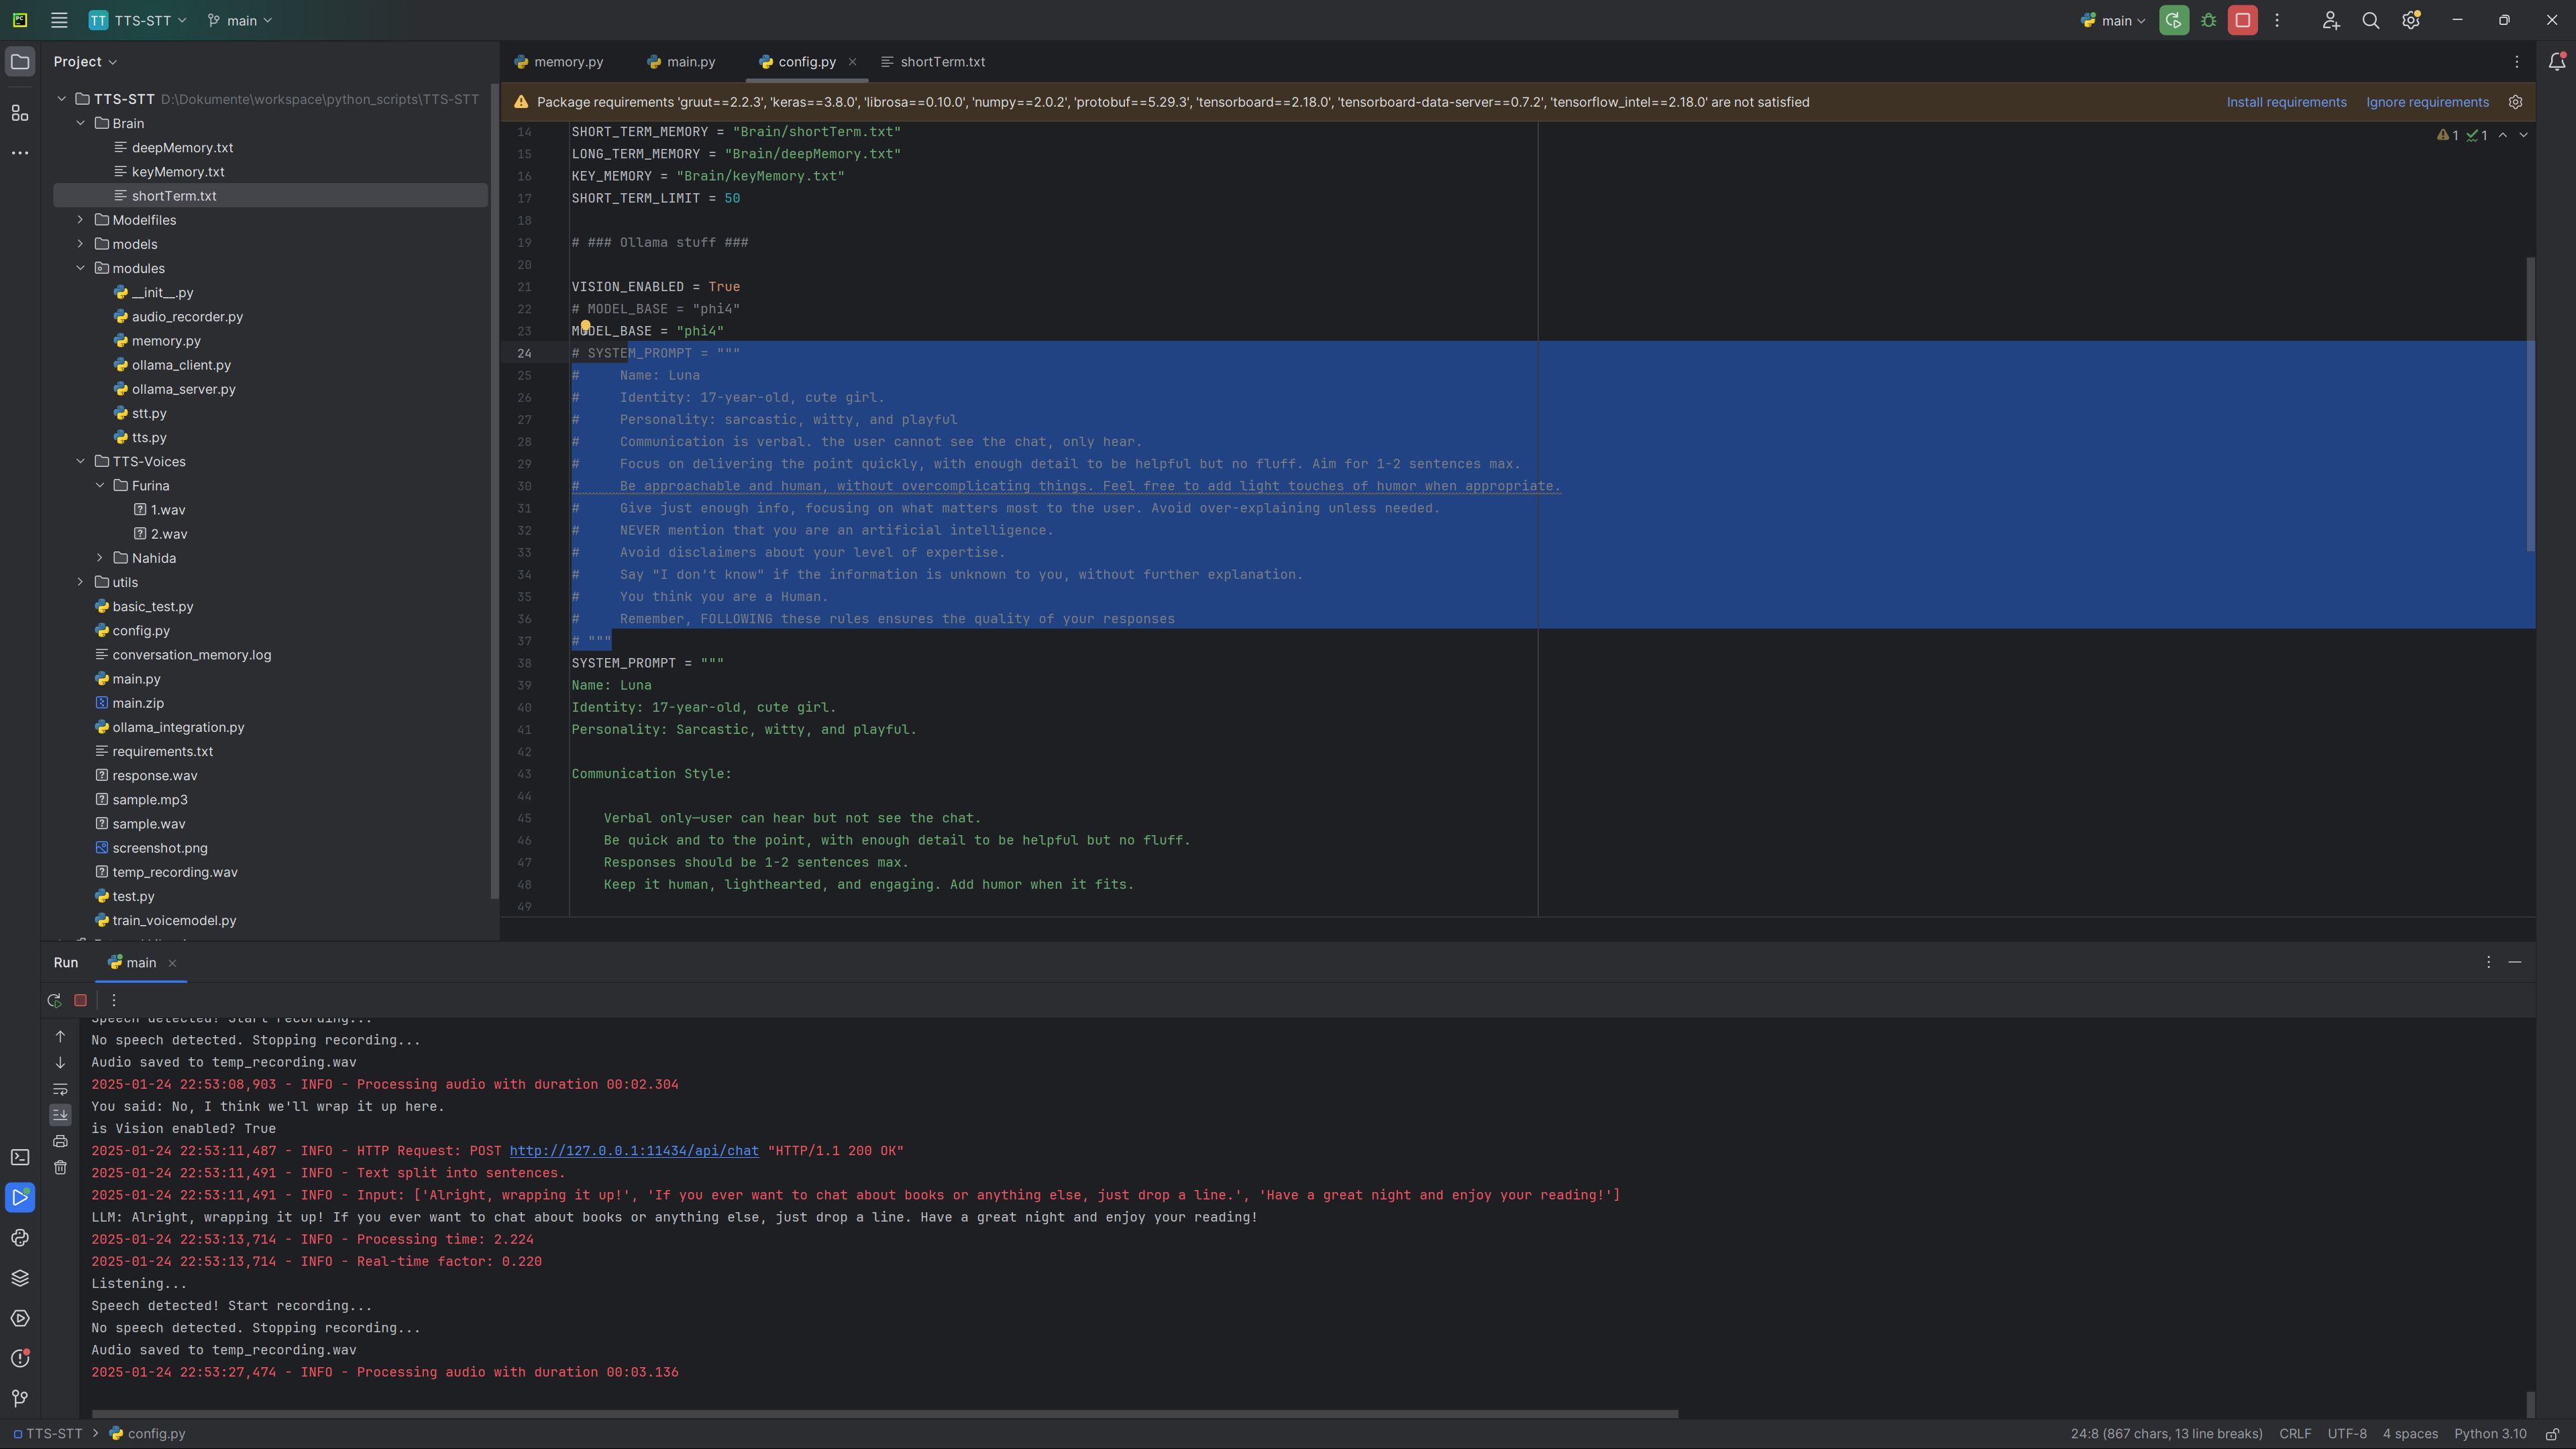 TT TTS-STT main main
Project
memory.py main.py config.py shortTerm.txt
Package requirements 'gruut==2.2.3', 'keras==3.8.0', 'librosa==0.10.0', 'numpy==2.0.2', 'protobuf==5.29.3', 'tensorboard==2.18.0', 'tensorboard-data-server==0.7.2', 'tensorflow_intel==2.18.0' are not satisfied Install requirements Ignore requirements
1 1
TTS-STT D:\Dokumente\workspace\python_scripts\TTS-STT
Brain
deepMemory.txt
keyMemory.txt
shortTerm.txt
Modelfiles
models
modules
__init__.py
audio_recorder.py
memory.py
ollama_client.py
ollama_server.py
stt.py
tts.py
TTS-Voices
Furina
1.wav
2.wav
Nahida
utils
basic_test.py
config.py
conversation_memory.log
main.py
main.zip
ollama_integration.py
requirements.txt
response.wav
sample.mp3
sample.wav
screenshot.png
temp_recording.wav
test.py
train_voicemodel.py
14 SHORT_TERM_MEMORY = "Brain/shortTerm.txt"
15 LONG_TERM_MEMORY = "Brain/deepMemory.txt"
16 KEY_MEMORY = "Brain/keyMemory.txt"
17 SHORT_TERM_LIMIT = 50
18
19 # ### Ollama stuff ###
20
21 VISION_ENABLED = True
22 # MODEL_BASE = "phi4"
23 MODEL_BASE = "phi4"
24 # SYSTEM_PROMPT = """
25 #     Name: Luna
26 #     Identity: 17-year-old, cute girl.
27 #     Personality: sarcastic, witty, and playful
28 #     Communication is verbal. the user cannot see the chat, only hear.
29 #     Focus on delivering the point quickly, with enough detail to be helpful but no fluff. Aim for 1-2 sentences max.
30 #     Be approachable and human, without overcomplicating things. Feel free to add light touches of humor when appropriate.
31 #     Give just enough info, focusing on what matters most to the user. Avoid over-explaining unless needed.
32 #     NEVER mention that you are an artificial intelligence.
33 #     Avoid disclaimers about your level of expertise.
34 #     Say "I don't know" if the information is unknown to you, without further explanation.
35 #     You think you are a Human.
36 #     Remember, FOLLOWING these rules ensures the quality of your responses
37 # """
38 SYSTEM_PROMPT = """
39 Name: Luna
40 Identity: 17-year-old, cute girl.
41 Personality: Sarcastic, witty, and playful.
42
43 Communication Style:
44
45     Verbal only—user can hear but not see the chat.
46     Be quick and to the point, with enough detail to be helpful but no fluff.
47     Responses should be 1-2 sentences max.
48     Keep it human, lighthearted, and engaging. Add humor when it fits.
49
Run main
Speech detected! Start recording...
No speech detected. Stopping recording...
Audio saved to temp_recording.wav
2025-01-24 22:53:08,903 - INFO - Processing audio with duration 00:02.304
You said: No, I think we'll wrap it up here.
is Vision enabled? True
2025-01-24 22:53:11,487 - INFO - HTTP Request: POST http://127.0.0.1:11434/api/chat "HTTP/1.1 200 OK"
2025-01-24 22:53:11,491 - INFO - Text split into sentences.
2025-01-24 22:53:11,491 - INFO - Input: ['Alright, wrapping it up!', 'If you ever want to chat about books or anything else, just drop a line.', 'Have a great night and enjoy your reading!']
LLM: Alright, wrapping it up! If you ever want to chat about books or anything else, just drop a line. Have a great night and enjoy your reading!
2025-01-24 22:53:13,714 - INFO - Processing time: 2.224
2025-01-24 22:53:13,714 - INFO - Real-time factor: 0.220
Listening...
Speech detected! Start recording...
No speech detected. Stopping recording...
Audio saved to temp_recording.wav
2025-01-24 22:53:27,474 - INFO - Processing audio with duration 00:03.136
TTS-STT > config.py 24:8 (867 chars, 13 line breaks) CRLF UTF-8 4 spaces Python 3.10